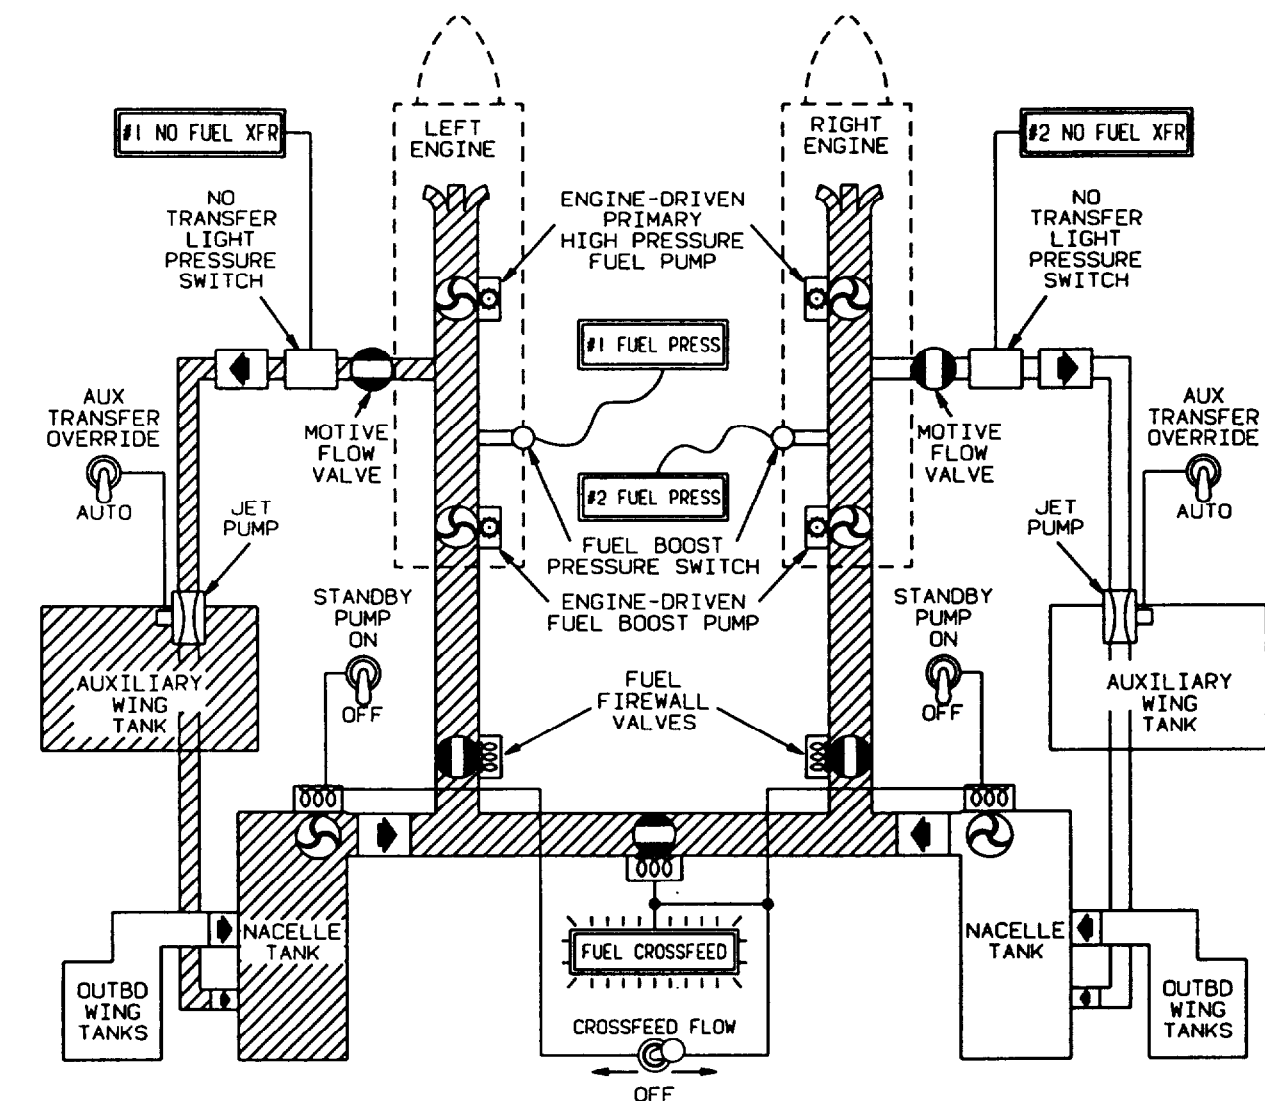 LEFT
ENGINE
RIGHT
ENGINE
#1 NO FUEL XFR
#2 NO FUEL XFR
NO
TRANSFER
LIGHT
PRESSURE
SWITCH
ENGINE-DRIVEN
PRIMARY
HIGH PRESSURE
FUEL PUMP
NO
TRANSFER
LIGHT
PRESSURE
SWITCH
#1 FUEL PRESS
AUX
TRANSFER
OVERRIDE
AUTO
MOTIVE
FLOW
VALVE
MOTIVE
FLOW
VALVE
AUX
TRANSFER
OVERRIDE
AUTO
#2 FUEL PRESS
JET
PUMP
FUEL BOOST
PRESSURE SWITCH
JET
PUMP
STANDBY
PUMP
ON
OFF
ENGINE-DRIVEN
FUEL BOOST PUMP
STANDBY
PUMP
ON
OFF
AUXILIARY
WING
TANK
FUEL
FIREWALL
VALVES
AUXILIARY
WING
TANK
NACELLE
TANK
FUEL CROSSFEED
NACELLE
TANK
OUTBD
WING
TANKS
CROSSFEED FLOW
OFF
OUTBD
WING
TANKS